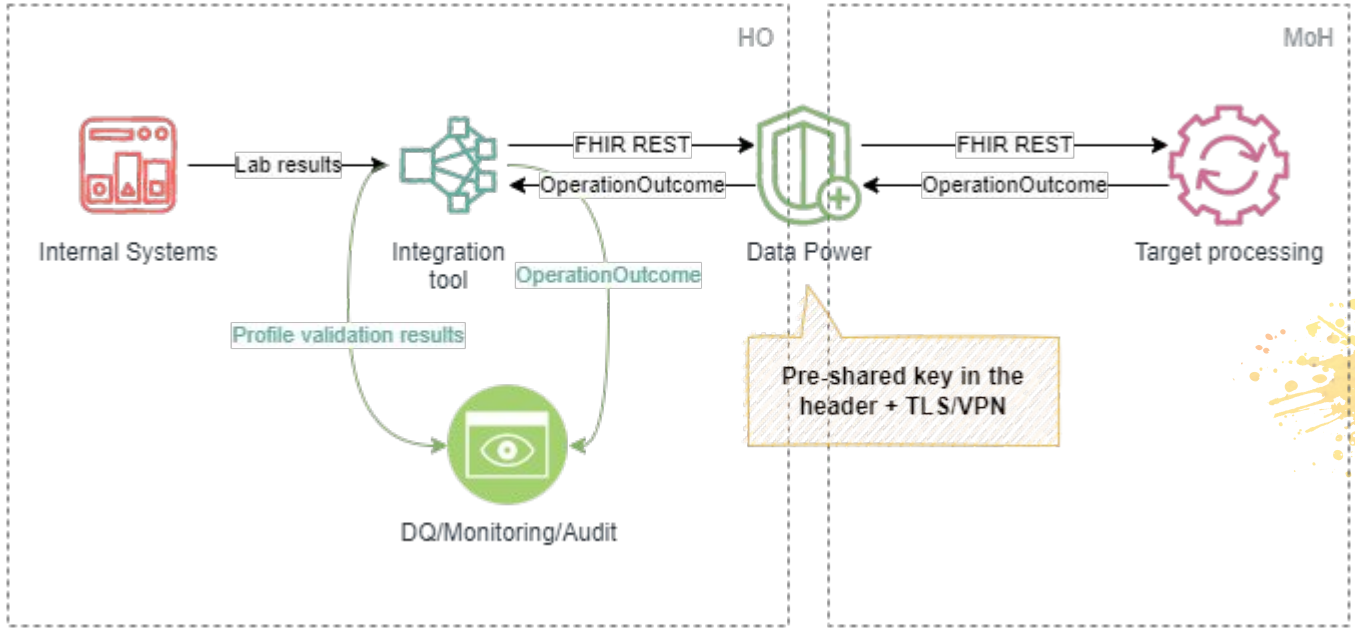 HO
MoH
Lab results
FHIR REST
FHIR REST
OperationOutcome
OperationOutcome
Internal Systems
Integration
tool
Data Power
Target processing
OperationOutcome
Profile validation results
Pre-shared key in the
header + TLS/VPN
DQ/Monitoring/Audit